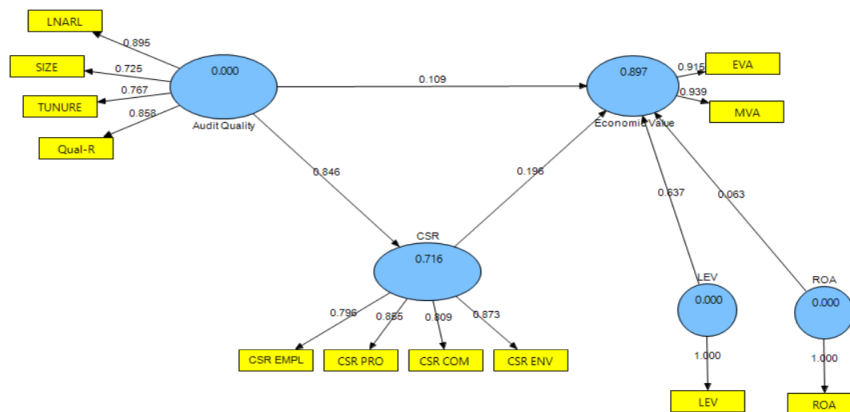 LNARL
0.895
SIZE
0.725
0.000
TUNURE
0.767
Qual-R
0.858
Audit Quality
0.109
0.897
0.915
EVA
0.939
MVA
Economic Value
0.846
0.196
CSR
0.716
0.637
0.063
LEV
0.000
ROA
0.000
0.796
0.855
0.809
0.873
CSR EMPL
CSR PRO
CSR COM
CSR ENV
1.000
1.000
LEV
ROA